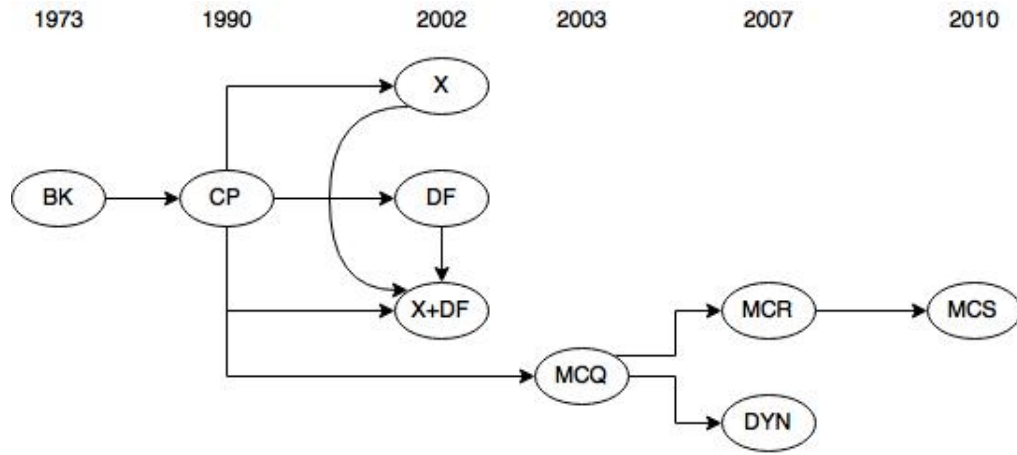 1973 1990 2002 2003 2007 2010
X
BK CP DF
X+DF MCR MCS
MCQ
DYN